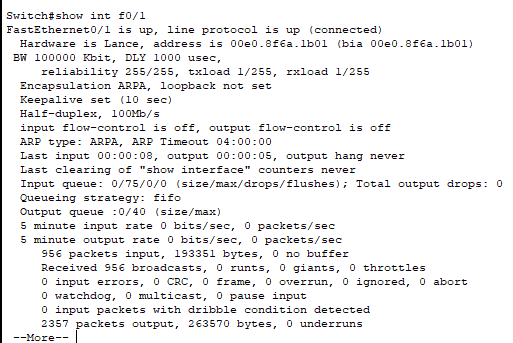 Switch#show int f0/1
FastEthernet0/1 is up, line protocol is up (connected)
Hardware is Lance, address is 00e0.8f6a.1b01 (bia 00e0.8f6a.1b01)
BW 100000 Kbit, DLY 1000 usec,
reliability 255/255, txload 1/255, rxload 1/255
Encapsulation ARPA, loopback not set
Keepalive set (10 sec)
Half-duplex, 100Mb/s
input flow-control is off, output flow-control is off
ARP type: ARPA, ARP Timeout 04:00:00
Last input 00:00:08, output 00:00:05, output hang never
Last clearing of "show interface" counters never
Input queue: 0/75/0/0 (size/max/drops/flushes); Total output drops: 0
Queueing strategy: fifo
Output queue :0/40 (size/max)
5 minute input rate 0 bits/sec, 0 packets/sec
5 minute output rate 0 bits/sec, 0 packets/sec
956 packets input, 193351 bytes, 0 no buffer
Received 956 broadcasts, 0 runts, 0 giants, 0 throttles
0 input errors, 0 CRC, 0 frame, 0 overrun, 0 ignored, 0 abort
0 watchdog, 0 multicast, 0 pause input
0 input packets with dribble condition detected
2357 packets output, 263570 bytes, 0 underruns
--More--